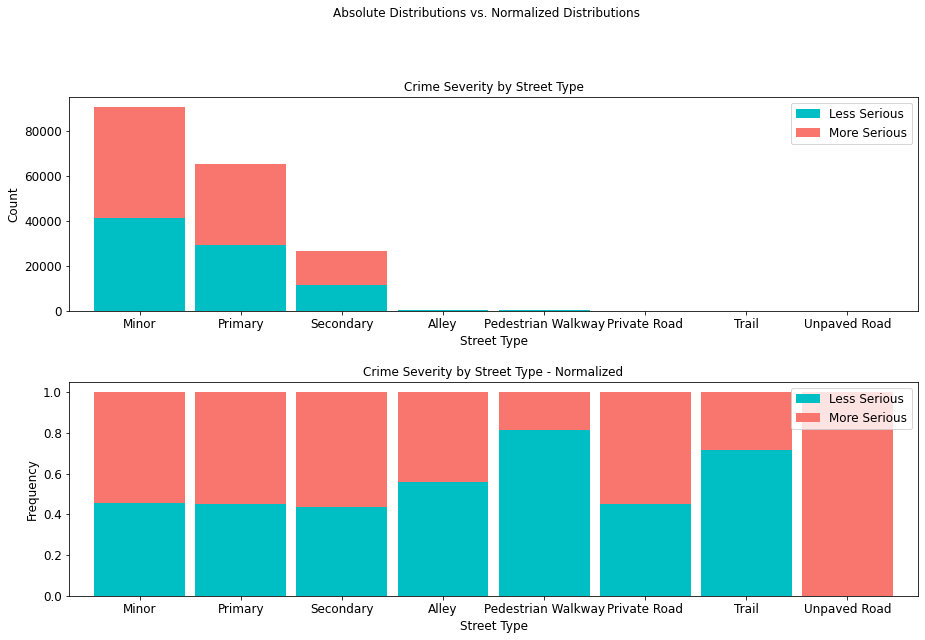 Absolute Distributions vs. Normalized Distributions
Crime Severity by Street Type
Less Serious
More Serious
80000
60000
40000
20000
0
Count
Minor Primary Secondary Alley Pedestrian Walkway Private Road Trail Unpaved Road
Street Type
Crime Severity by Street Type - Normalized
Less Serious
More Serious
1.0
0.8
0.6
0.4
0.2
0.0
Frequency
Minor Primary Secondary Alley Pedestrian Walkway Private Road Trail Unpaved Road
Street Type